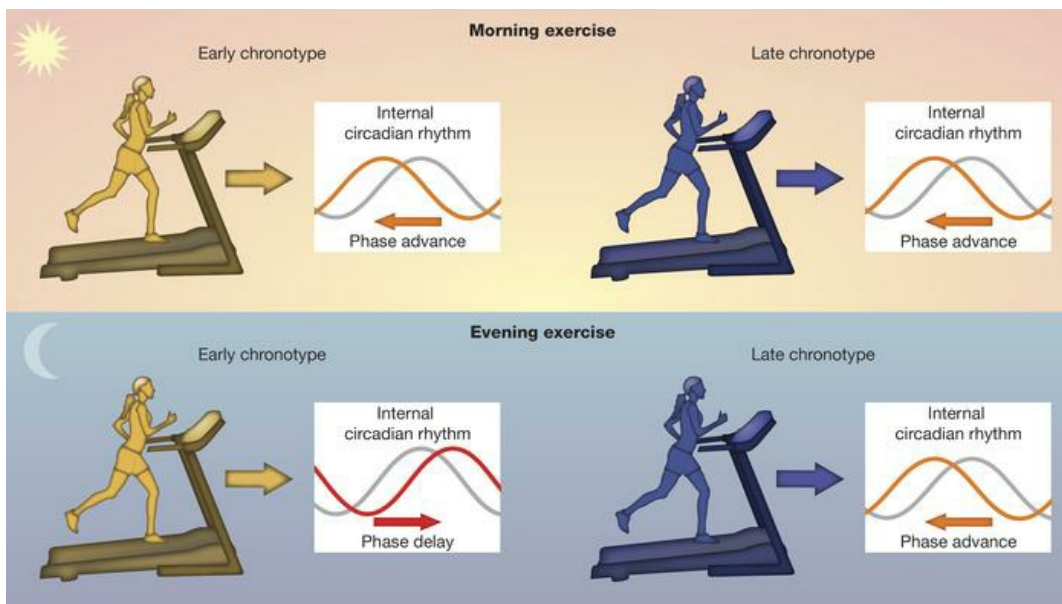 Morning exercise
Early chronotype
Late chronotype
Internal
circadian rhythm
Phase advance
Internal
circadian rhythm
Phase advance
Evening exercise
Early chronotype
Late chronotype
Internal
circadian rhythm
Phase delay
Internal
circadian rhythm
Phase advance